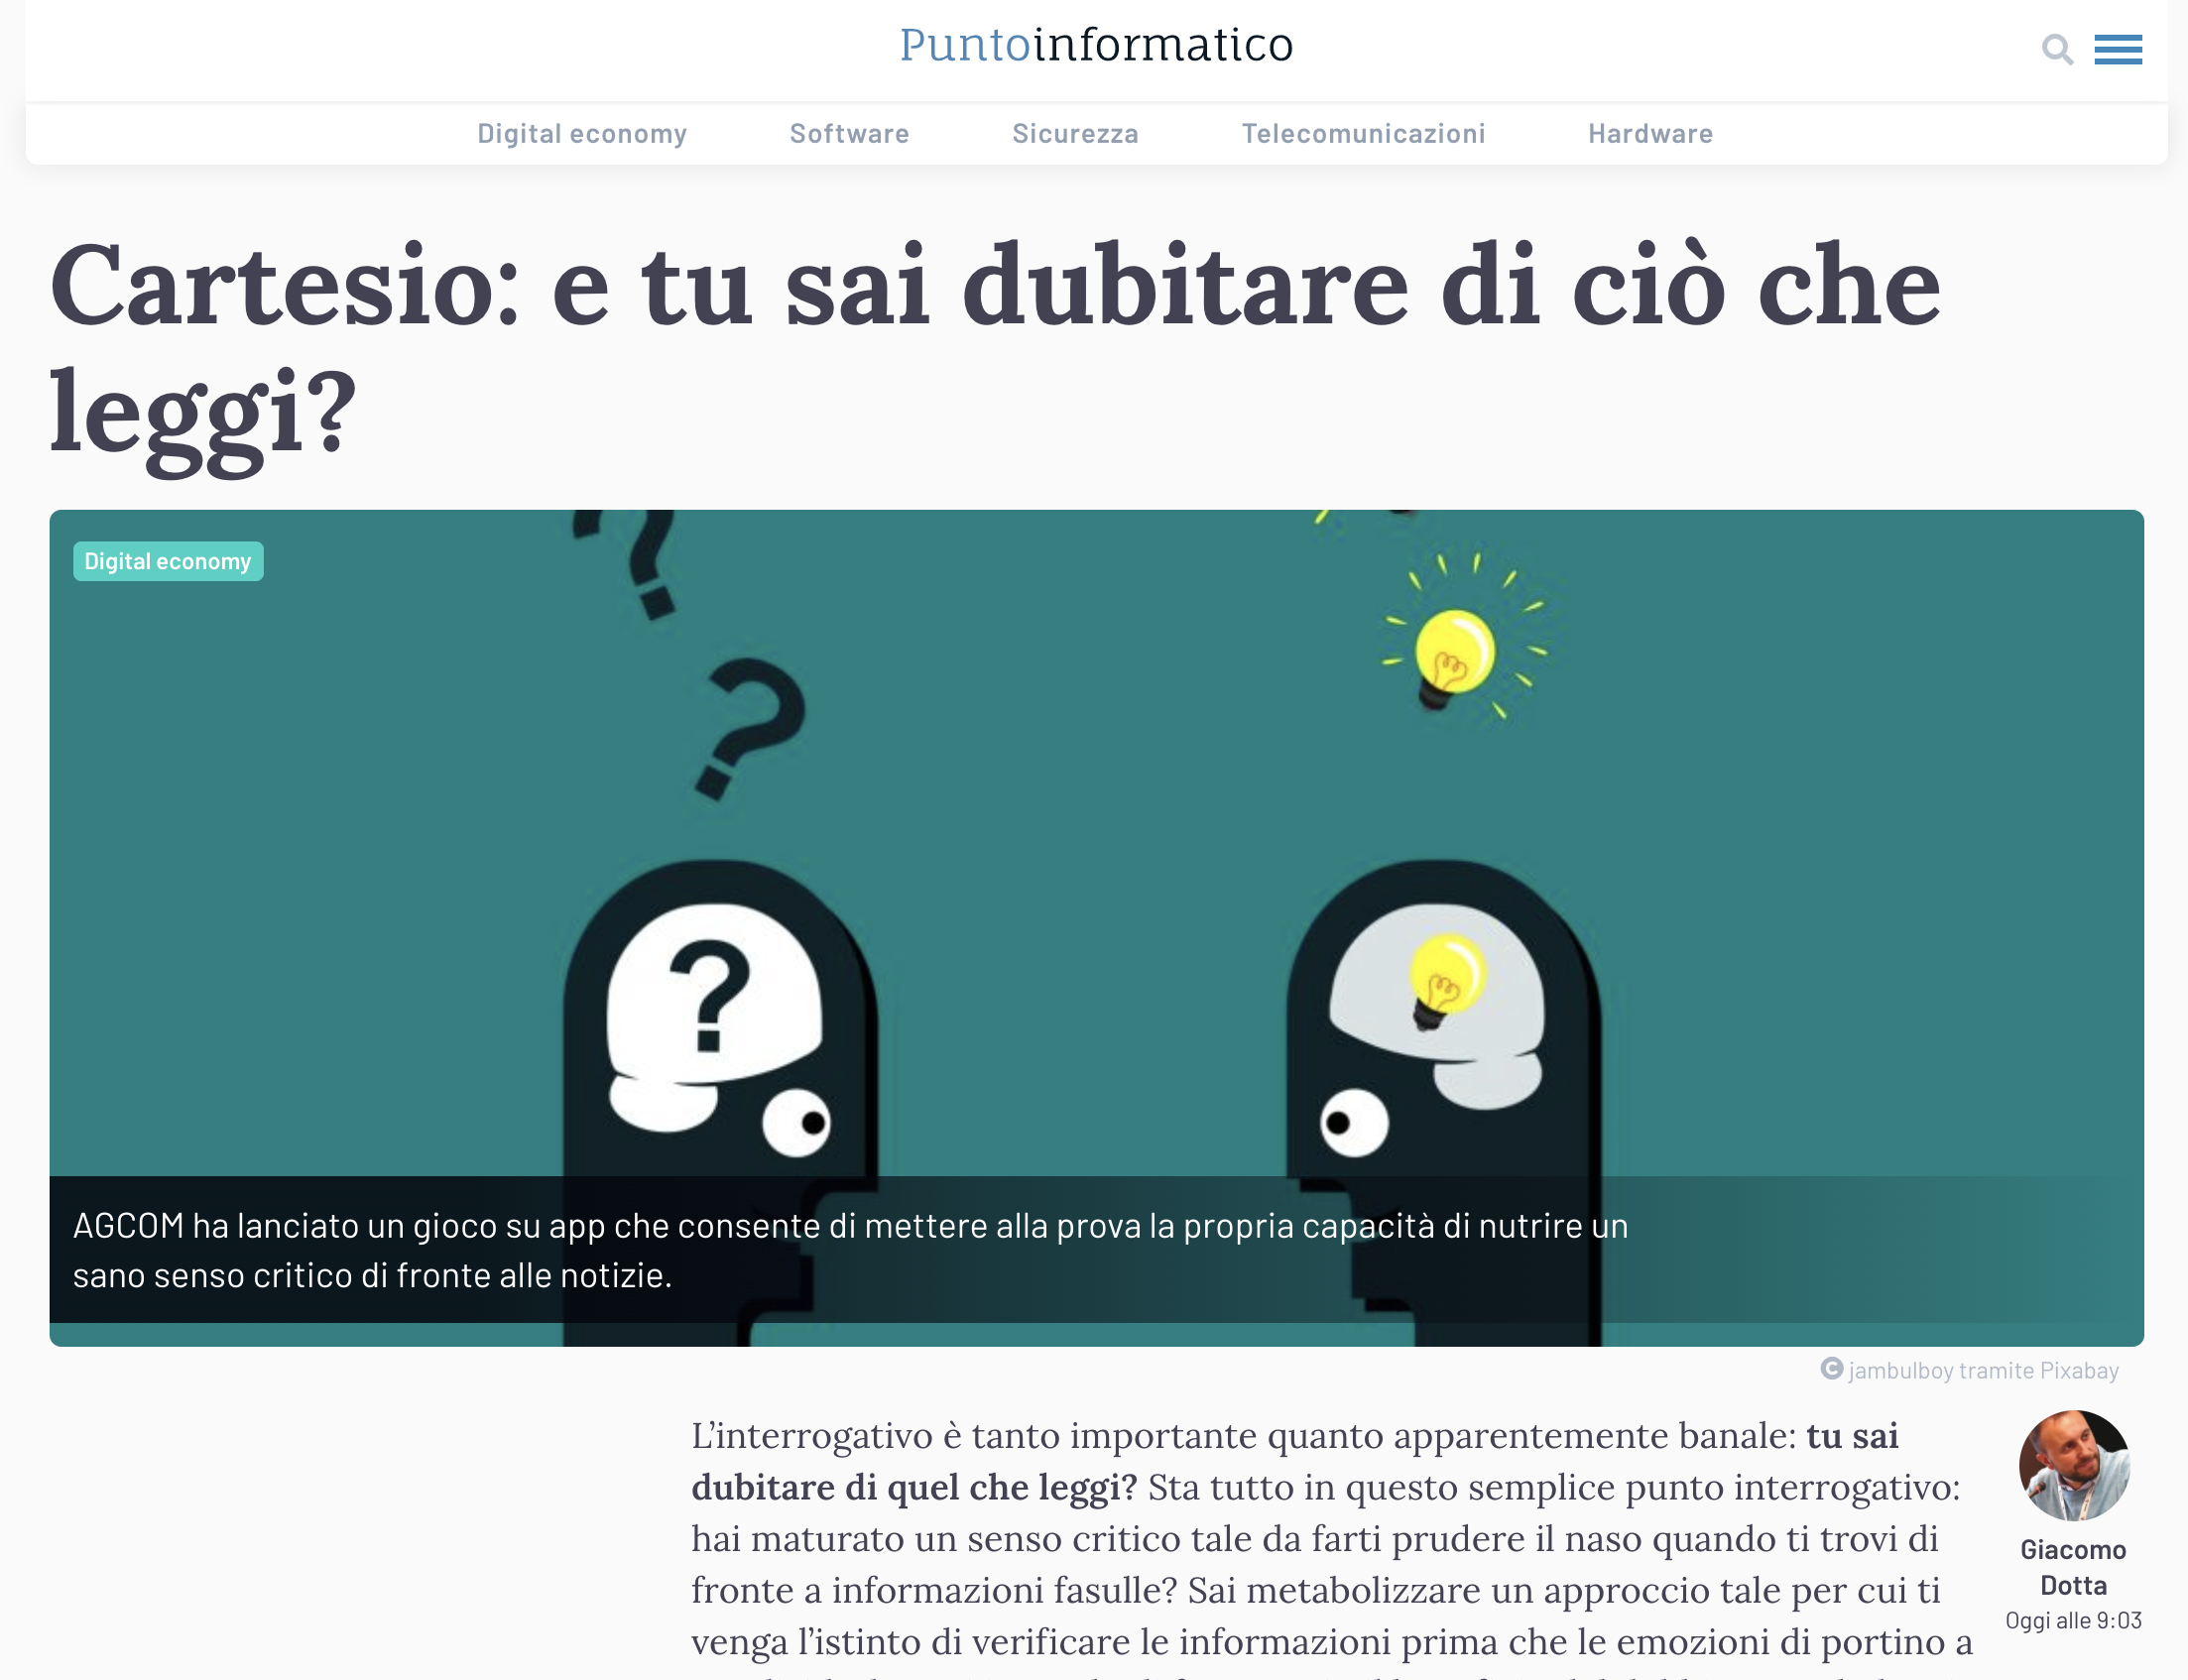 Puntoinformatico
Digital economy Software Sicurezza Telecomunicazioni Hardware
Cartesio: e tu sai dubitare di ciò che
leggi?
Digital economy
?
?
?
AGCOM ha lanciato un gioco su app che consente di mettere alla prova la propria capacità di nutrire un
sano senso critico di fronte alle notizie.
© jambulboy tramite Pixabay
L’interrogativo è tanto importante quanto apparentemente banale: tu sai
dubitare di quel che leggi? Sta tutto in questo semplice punto interrogativo:
hai maturato un senso critico tale da farti prudere il naso quando ti trovi di
fronte a informazioni fasulle? Sai metabolizzare un approccio tale per cui ti
venga l’istinto di verificare le informazioni prima che le emozioni di portino a
Giacomo
Dotta
Oggi alle 9:03